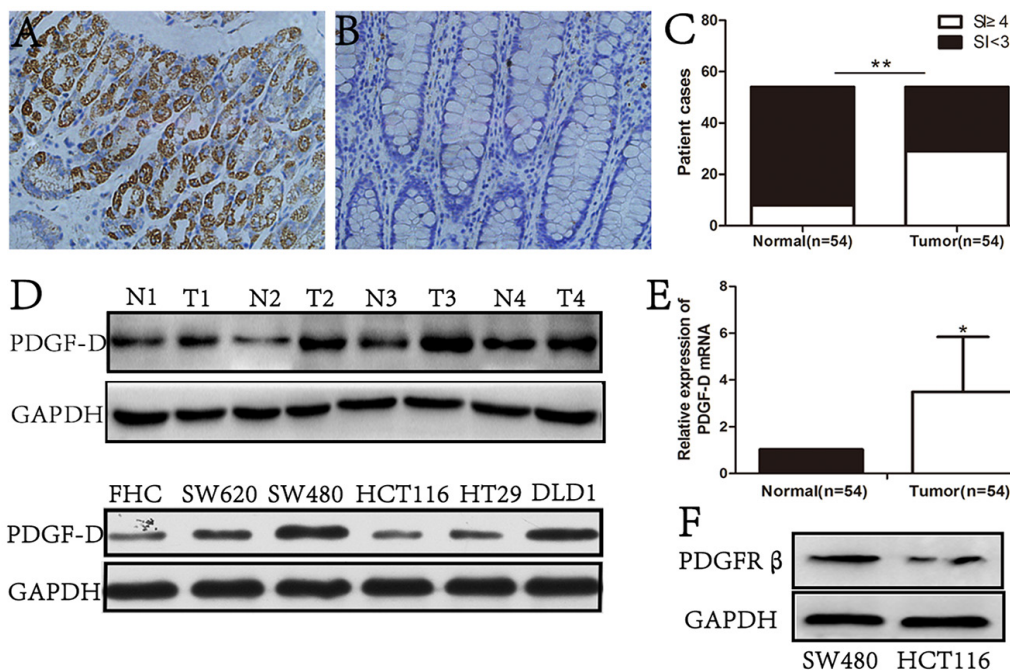 A
B
C
SI≥ 4
SI<3
**
Patient cases
80
60
40
20
0
Normal(n=54) Tumor(n=54)
D
N1 T1 N2 T2 N3 T3 N4 T4
PDGF-D
GAPDH
FHC SW620 SW480 HCT116 HT29 DLD1
PDGF-D
GAPDH
E
Relative expression of
PDGF-D mRNA
8
6
4
2
0
*
Normal(n=54) Tumor(n=54)
F
PDGFR β
GAPDH
SW480 HCT116